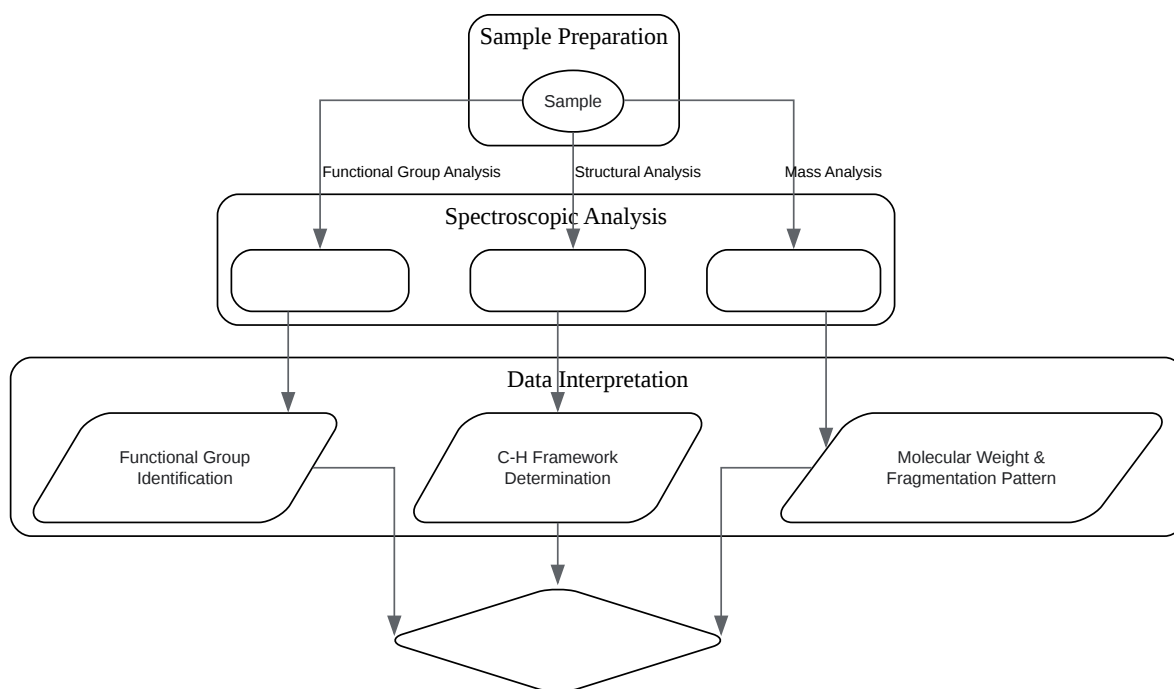 Sample Preparation
Sample
Functional Group Analysis
Structural Analysis
Mass Analysis
Spectroscopic Analysis
Data Interpretation
Functional Group
Identification
C-H Framework
Determination
Molecular Weight &
Fragmentation Pattern